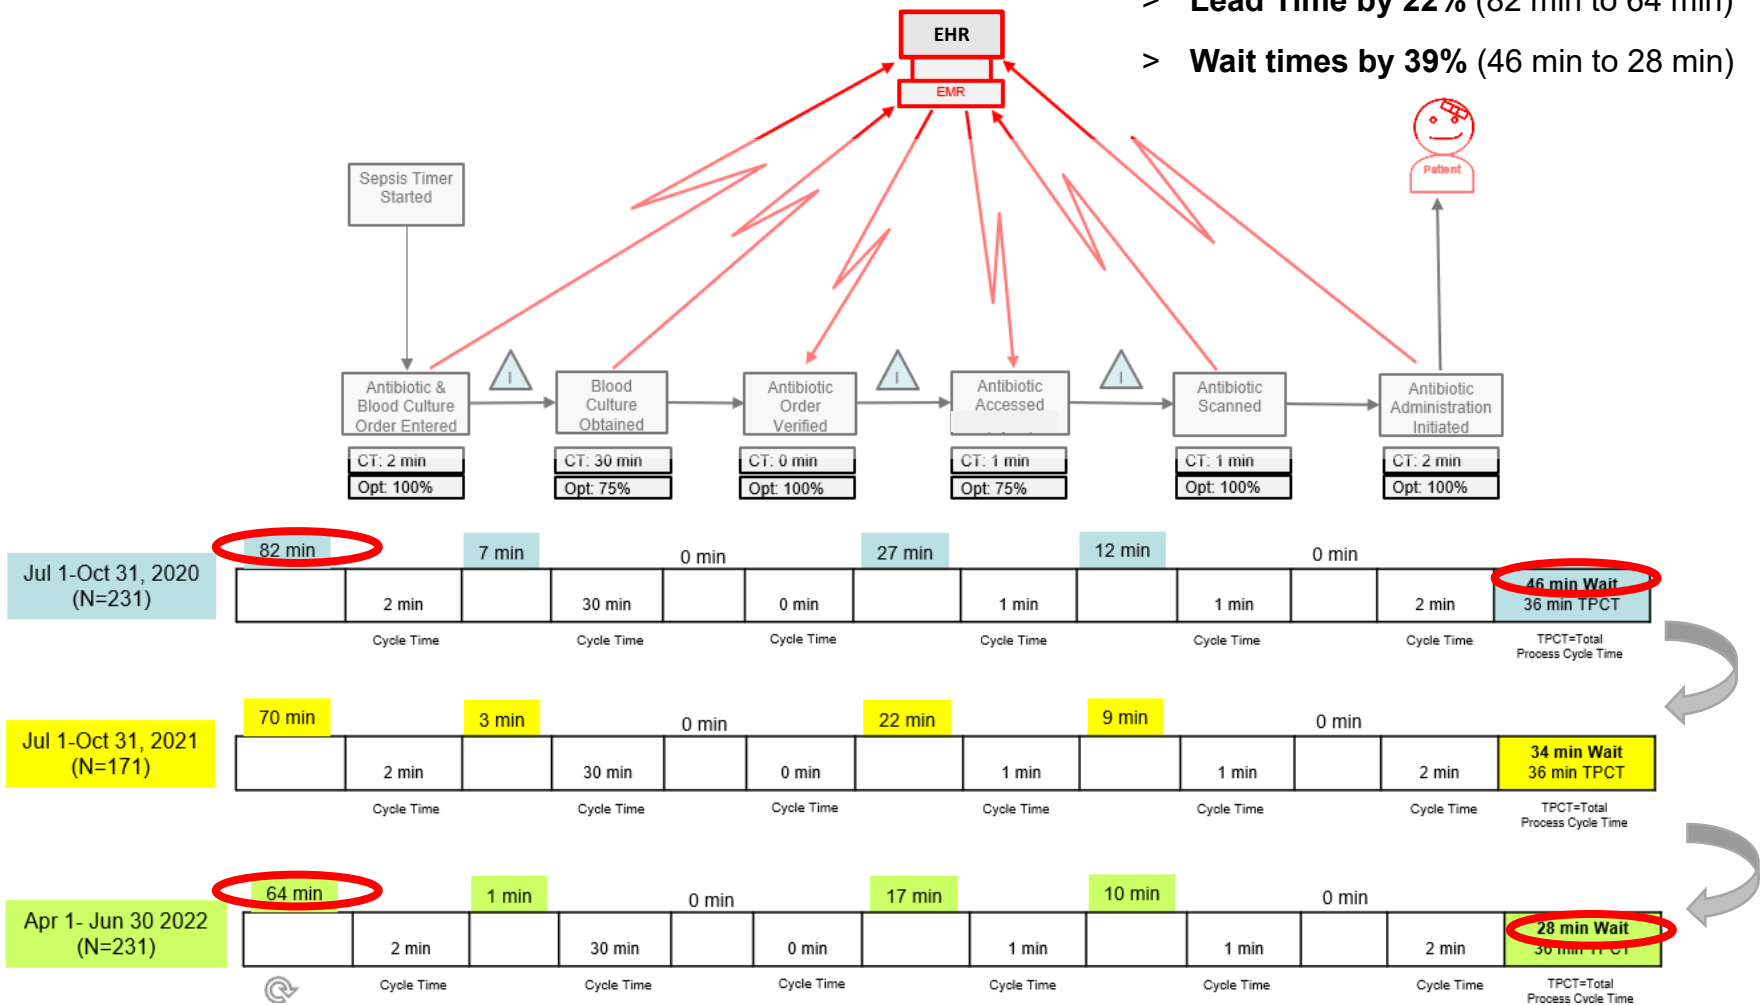 > Lead Time by 22% (82 min to 64 min)
> Wait times by 39% (46 min to 28 min)
EHR
EMR
Patient
Sepsis Timer
Started
Antibiotic &
Blood Culture
Order Entered
I
Blood
Culture
Obtained
Antibiotic
Order
Verified
I
Antibiotic
Accessed
I
Antibiotic
Scanned
Antibiotic
Administration
Initiated
CT: 2 min
Opt: 100%
CT: 30 min
Opt: 75%
CT: 0 min
Opt: 100%
CT: 1 min
Opt: 75%
CT: 1 min
Opt: 100%
CT: 2 min
Opt: 100%
Jul 1-Oct 31, 2020
(N=231)
82 min
7 min
0 min
27 min
12 min
0 min
2 min
30 min
0 min
1 min
1 min
2 min
46 min Wait
36 min TPCT
Cycle Time
Cycle Time
Cycle Time
Cycle Time
Cycle Time
Cycle Time
TPCT=Total
Process Cycle Time
Jul 1-Oct 31, 2021
(N=171)
70 min
3 min
0 min
22 min
9 min
0 min
2 min
30 min
0 min
1 min
1 min
2 min
34 min Wait
36 min TPCT
Cycle Time
Cycle Time
Cycle Time
Cycle Time
Cycle Time
Cycle Time
TPCT=Total
Process Cycle Time
Apr 1- Jun 30 2022
(N=231)
64 min
1 min
0 min
17 min
10 min
0 min
2 min
30 min
0 min
1 min
1 min
2 min
28 min Wait
36 min TPCT
Cycle Time
Cycle Time
Cycle Time
Cycle Time
Cycle Time
Cycle Time
TPCT=Total
Process Cycle Time